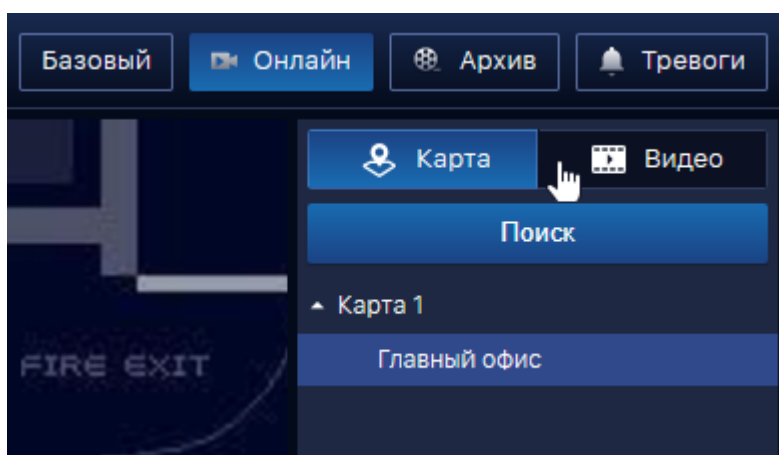 Базовый Онлайн Архив Тревоги
Карта Видео
Поиск
Карта 1
Главный офис
FIRE EXIT